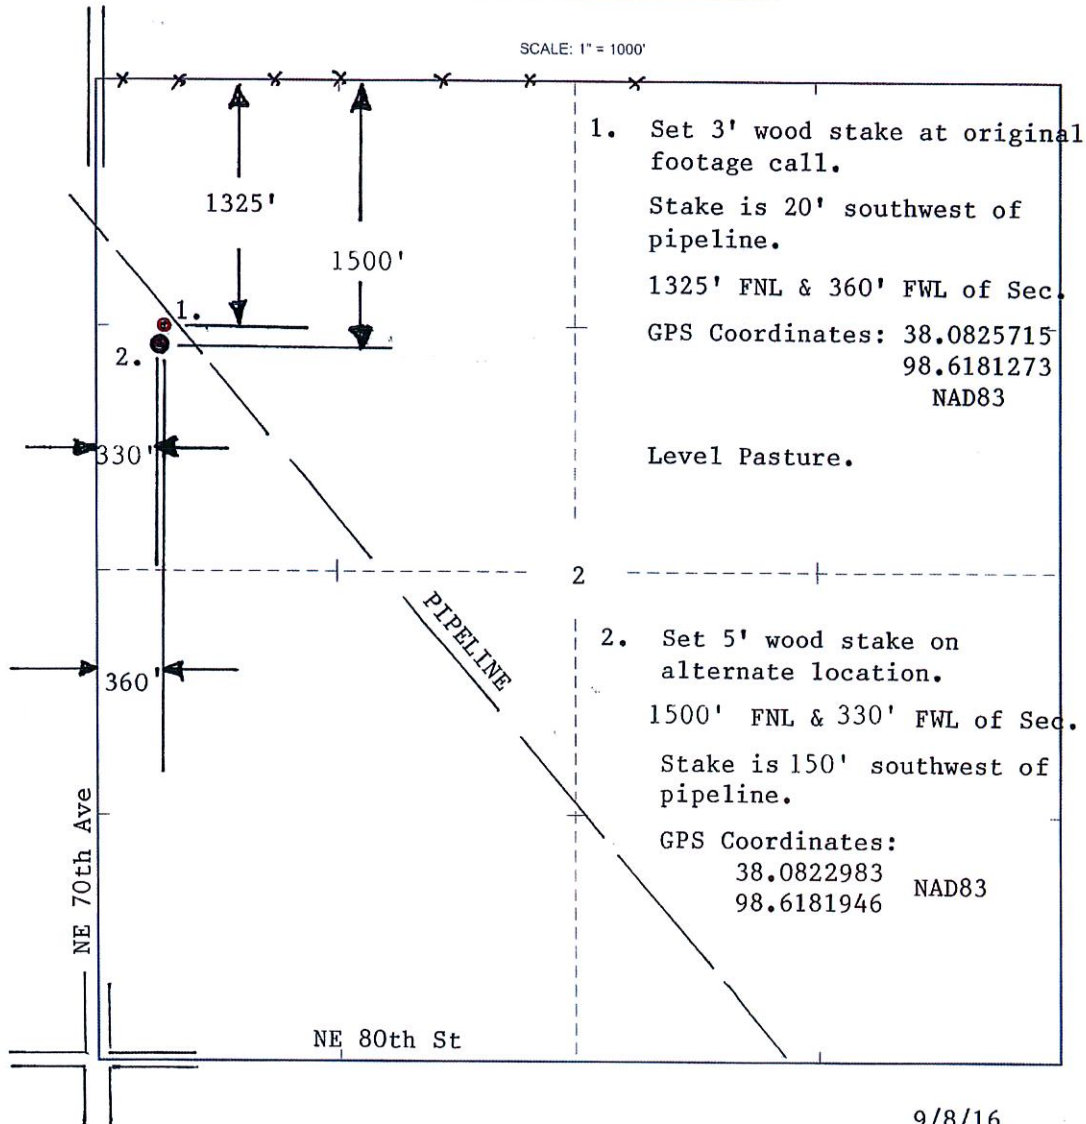 SCALE: 1" = 1000'
1. Set 3' wood stake at original
footage call.
Stake is 20' southwest of
pipeline.
1325' FNL & 360' FWL of Sec.
GPS Coordinates: 38.0825715
98.6181273
NAD83
Level Pasture.
1325'
1500'
1.
2.
330'
2
PIPELINE
360'
2. Set 5' wood stake on
alternate location.
1500' FNL & 330' FWL of Sec.
Stake is 150' southwest of
pipeline.
GPS Coordinates:
38.0822983
98.6181946
NAD83
NE 70th Ave
NE 80th St
9/8/16